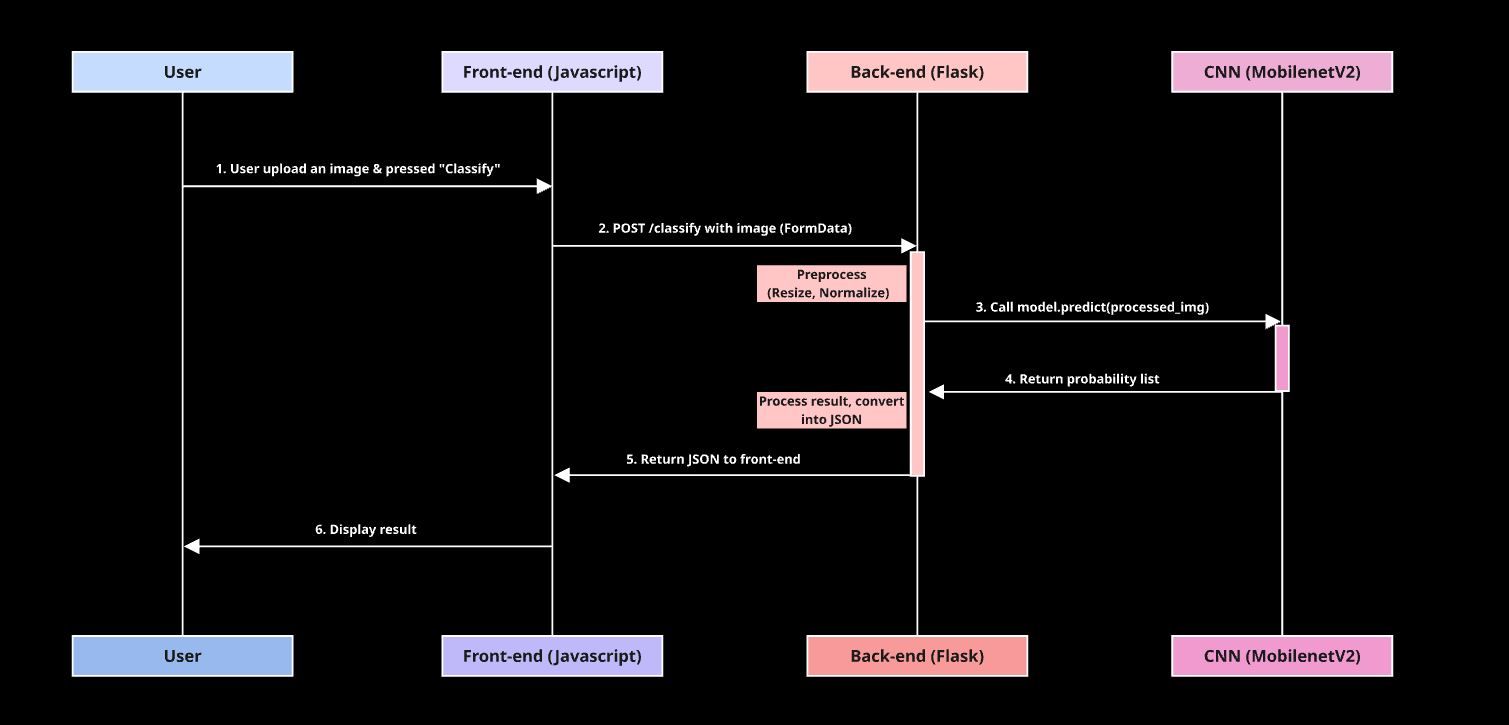 User
Front-end (Javascript)
Back-end (Flask)
CNN (MobilenetV2)
1. User upload an image & pressed "Classify"
2. POST /classify with image (FormData)
Preprocess
(Resize, Normalize)
3. Call model.predict(processed_img)
4. Return probability list
Process result, convert
into JSON
5. Return JSON to front-end
6. Display result
User
Front-end (Javascript)
Back-end (Flask)
CNN (MobilenetV2)